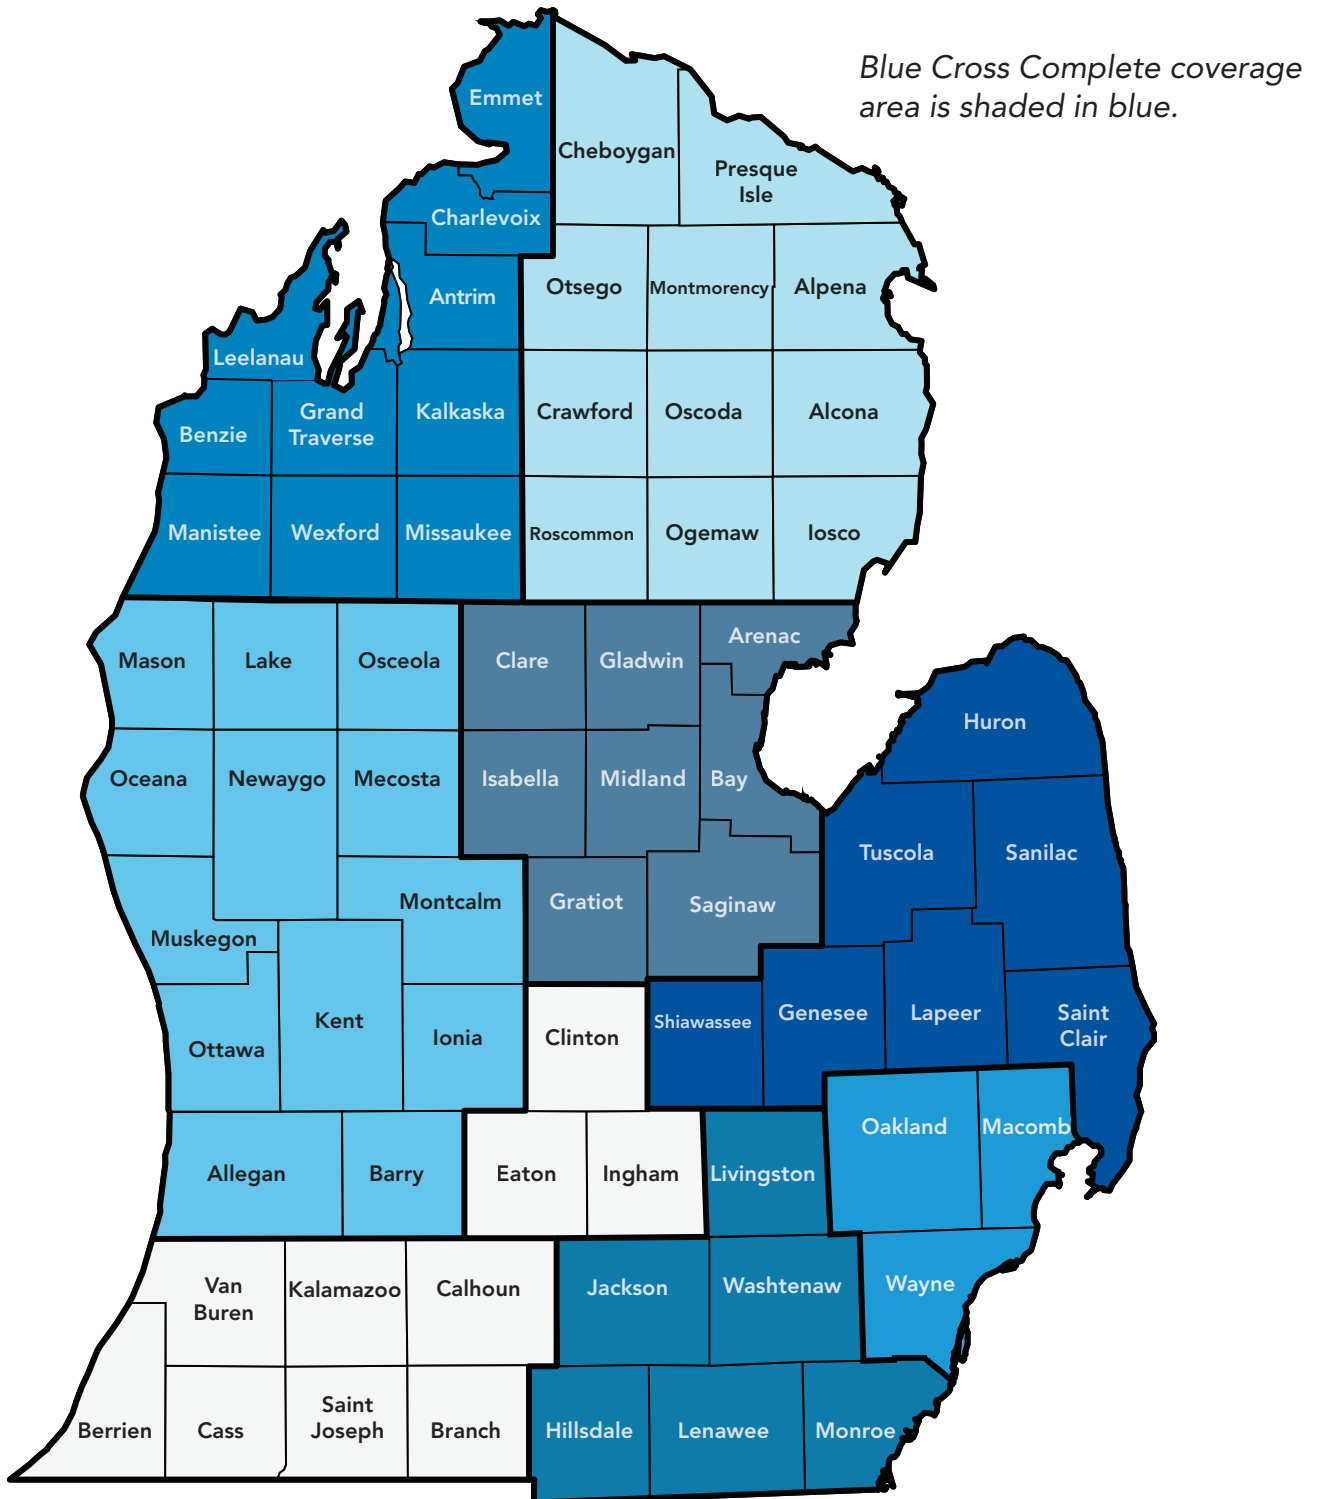 Blue Cross Complete coverage
area is shaded in blue.
Emmet
Cheboygan
Presque
Isle
Charlevoix
Otsego
Montmorency
Alpena
Antrim
Leelanau
Grand
Traverse
Kalkaska
Crawford
Oscoda
Alcona
Benzie
Manistee
Wexford
Missaukee
Roscommon
Ogemaw
Iosco
Mason
Lake
Osceola
Clare
Gladwin
Arenac
Huron
Oceana
Newaygo
Mecosta
Isabella
Midland
Bay
Tuscola
Sanilac
Montcalm
Gratiot
Saginaw
Muskegon
Kent
Ionia
Ottawa
Clinton
Shiawassee
Genesee
Lapeer
Saint
Clair
Allegan
Barry
Eaton
Ingham
Livingston
Oakland
Macomb
Van
Buren
Kalamazoo
Calhoun
Jackson
Washtenaw
Wayne
Berrien
Cass
Saint
Joseph
Branch
Hillsdale
Lenawee
Monroe